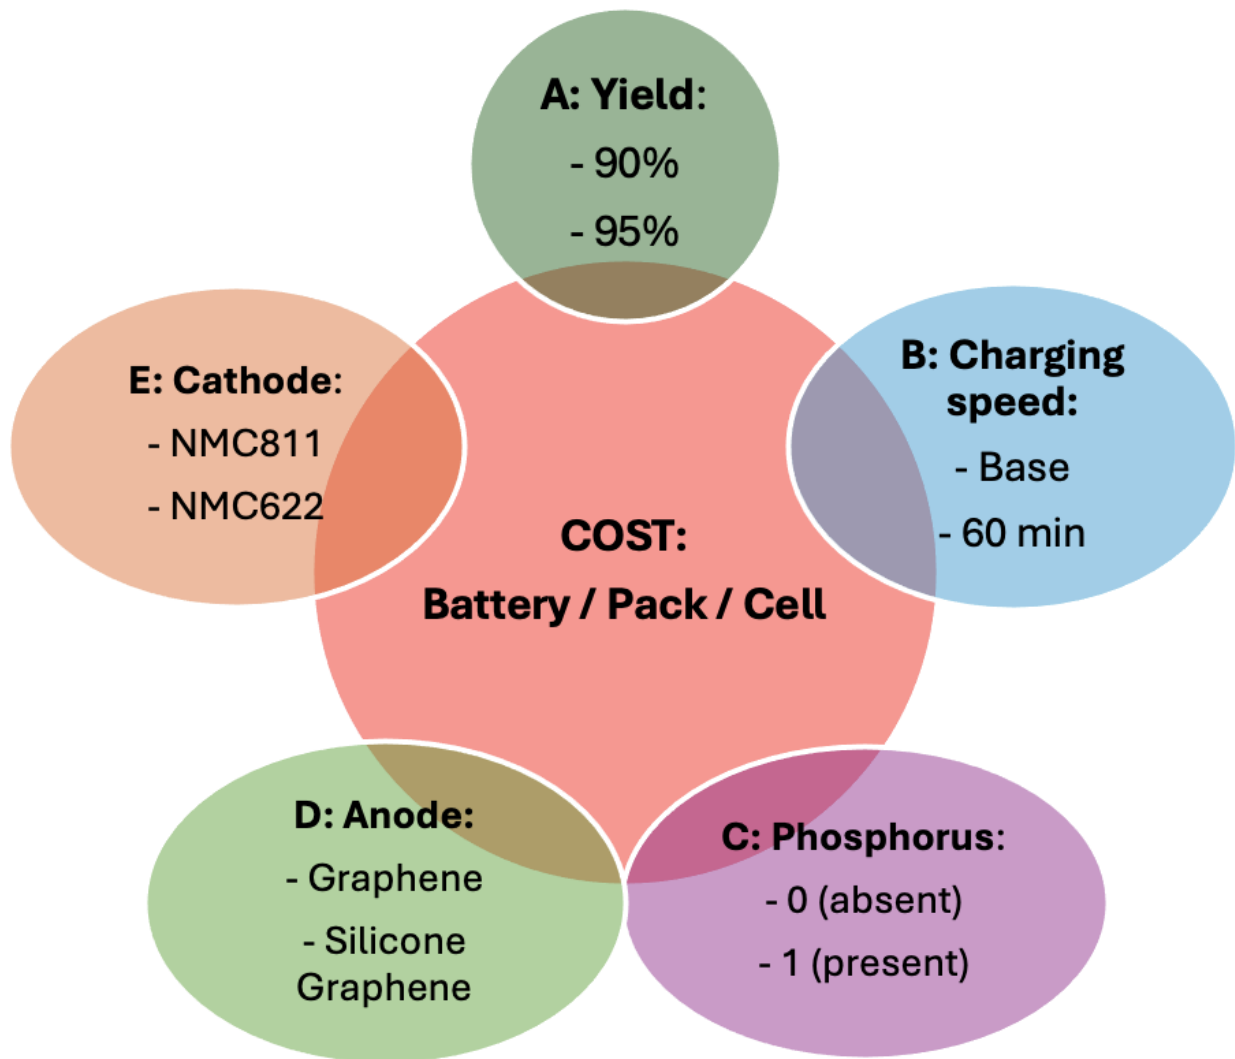 A: Yield:
- 90%
- 95%
B: Charging
speed:
- Base
- 60 min
E: Cathode:
- NMC811
- NMC622
COST:
Battery / Pack / Cell
D: Anode:
- Graphene
- Silicone
Graphene
C: Phosphorus:
- 0 (absent)
- 1 (present)